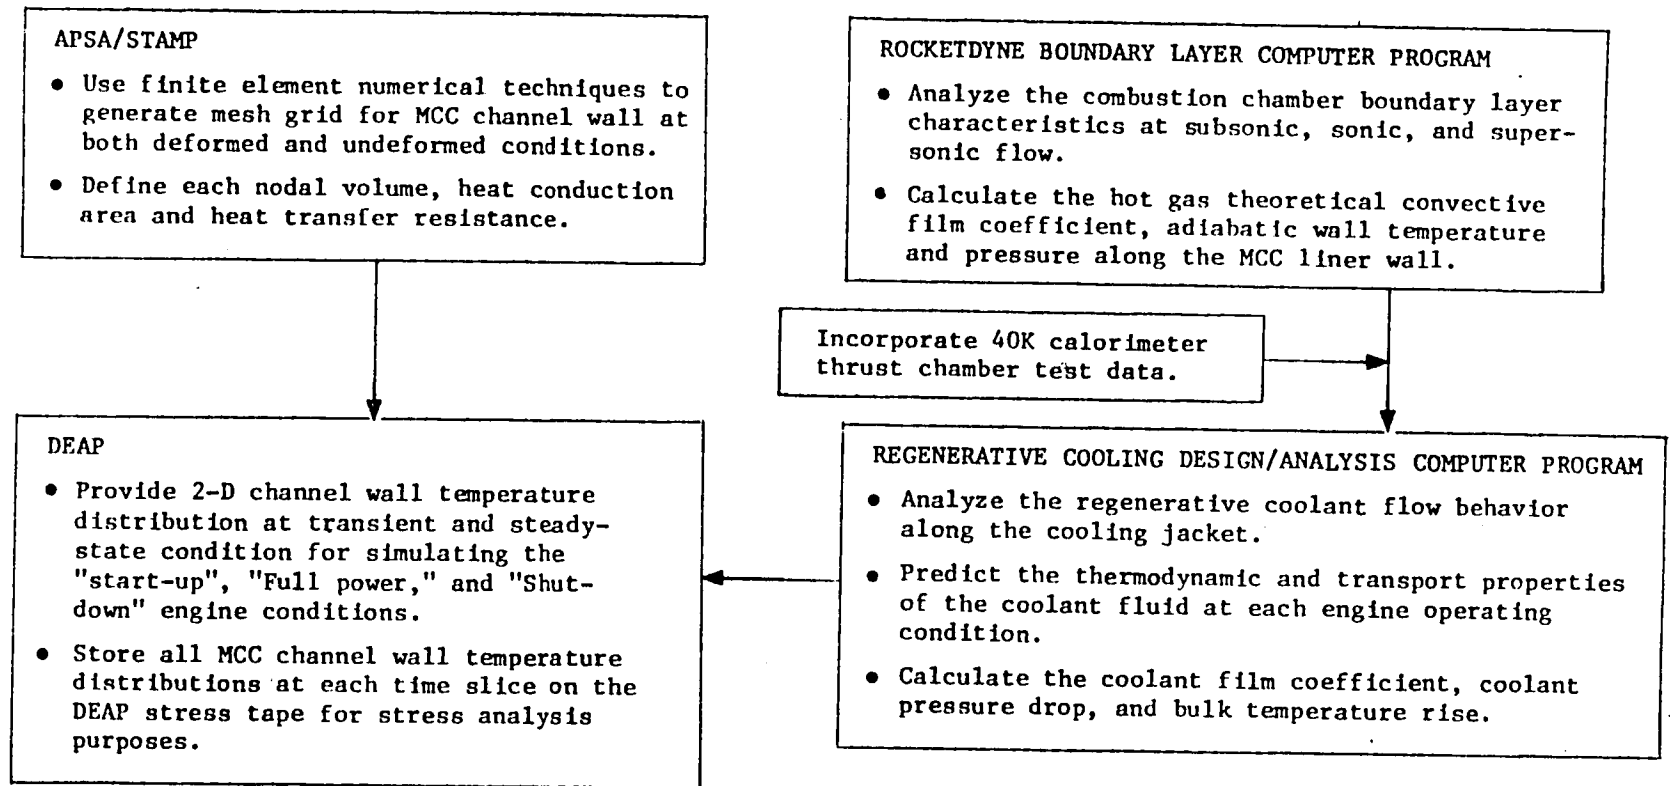 APSA/STAMP
• Use finite element numerical techniques to
generate mesh grid for MCC channel wall at
both deformed and undeformed conditions.
• Define each nodal volume, heat conduction
area and heat transfer resistance.
ROCKETDYNE BOUNDARY LAYER COMPUTER PROGRAM
• Analyze the combustion chamber boundary layer
characteristics at subsonic, sonic, and super-
sonic flow.
• Calculate the hot gas theoretical convective
film coefficient, adiabatic wall temperature
and pressure along the MCC liner wall.
Incorporate 40K calorimeter
thrust chamber test data.
DEAP
• Provide 2-D channel wall temperature
distribution at transient and steady-
state condition for simulating the
"start-up", "Full power," and "Shut-
down" engine conditions.
• Store all MCC channel wall temperature
distributions at each time slice on the
DEAP stress tape for stress analysis
purposes.
REGENERATIVE COOLING DESIGN/ANALYSIS COMPUTER PROGRAM
• Analyze the regenerative coolant flow behavior
along the cooling jacket.
• Predict the thermodynamic and transport properties
of the coolant fluid at each engine operating
condition.
• Calculate the coolant film coefficient, coolant
pressure drop, and bulk temperature rise.